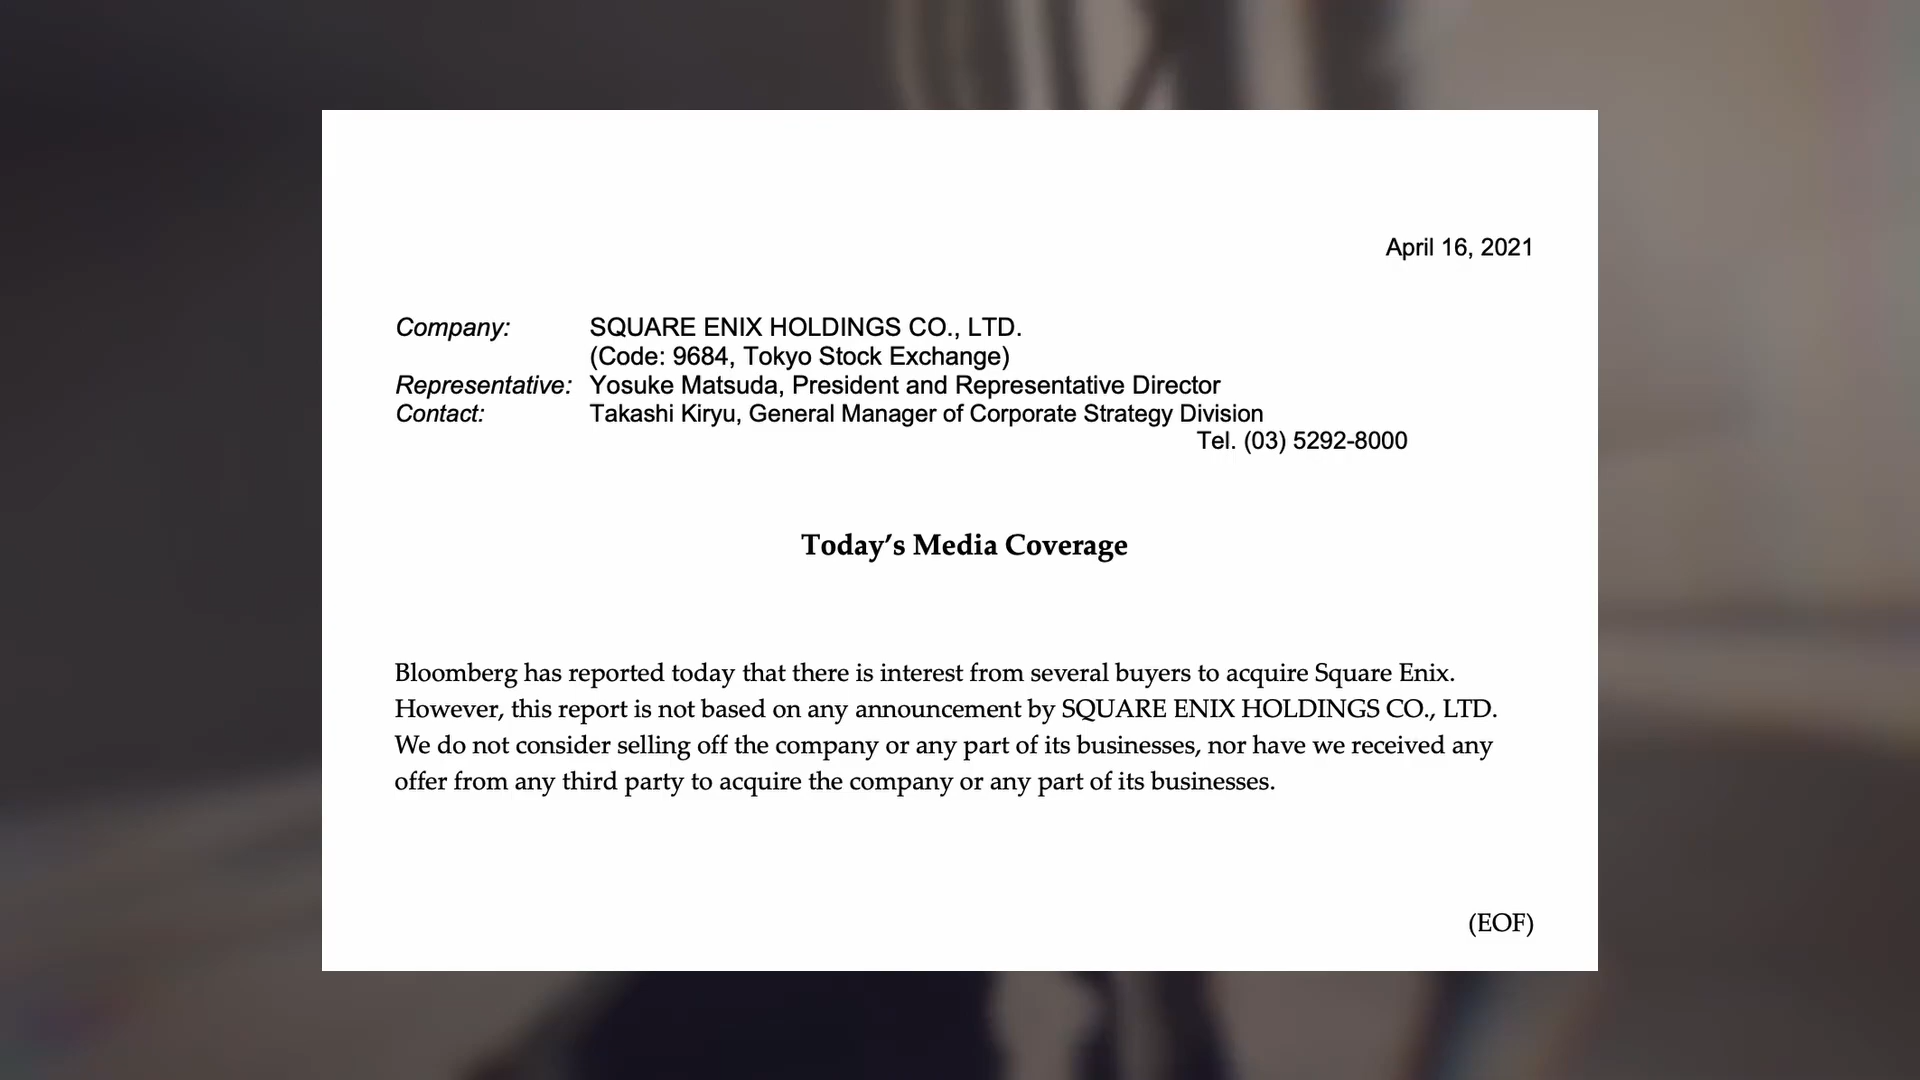 April 16, 2021
Company: SQUARE ENIX HOLDINGS CO., LTD.
(Code: 9684, Tokyo Stock Exchange)
Representative: Yosuke Matsuda, President and Representative Director
Contact: Takashi Kiryu, General Manager of Corporate Strategy Division
Tel. (03) 5292-8000
Today’s Media Coverage
Bloomberg has reported today that there is interest from several buyers to acquire Square Enix.
However, this report is not based on any announcement by SQUARE ENIX HOLDINGS CO., LTD.
We do not consider selling off the company or any part of its businesses, nor have we received any
offer from any third party to acquire the company or any part of its businesses.
(EOF)